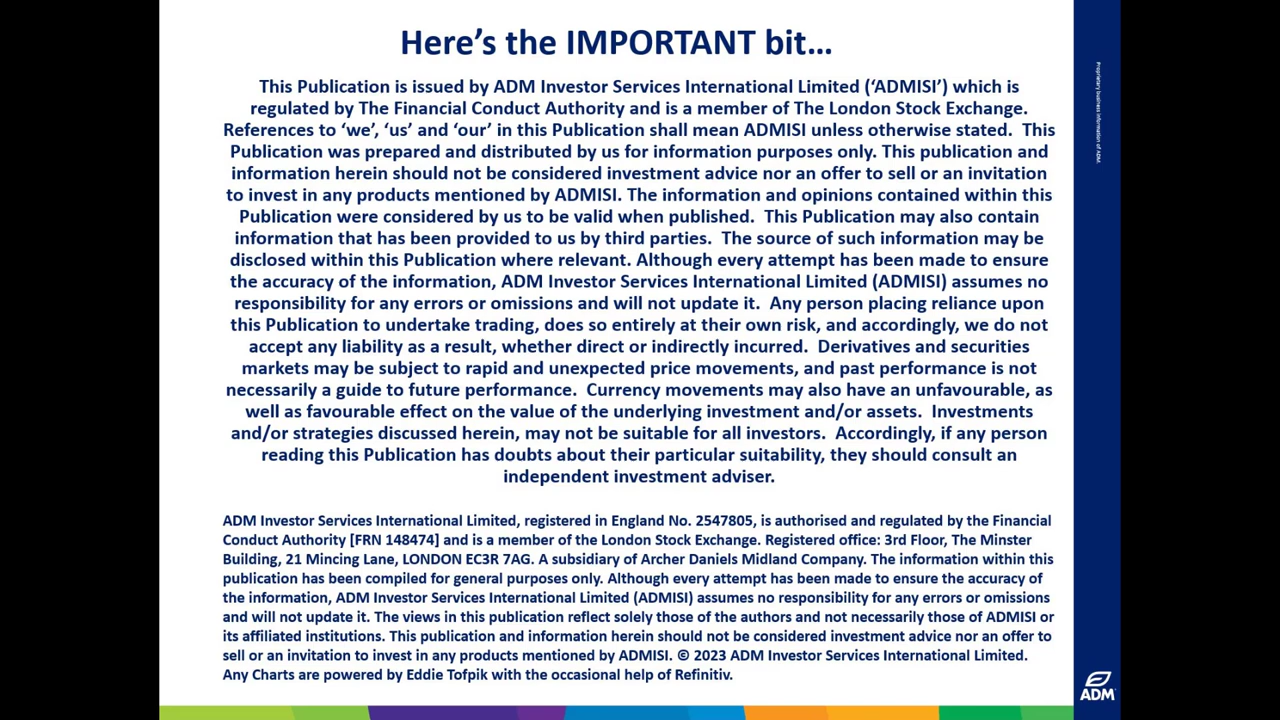 Here's the IMPORTANT bit...
This Publication is issued by ADM Investor Services International Limited ('ADMISI') which is
regulated by The Financial Conduct Authority and is a member of The London Stock Exchange.
References to 'we', 'us' and 'our' in this Publication shall mean ADMISI unless otherwise stated.  This
Publication was prepared and distributed by us for information purposes only. This publication and
information herein should not be considered investment advice nor an offer to sell or an invitation
to invest in any products mentioned by ADMISI. The information and opinions contained within this
Publication were considered by us to be valid when published.  This Publication may also contain
information that has been provided to us by third parties.  The source of such information may be
disclosed within this Publication where relevant. Although every attempt has been made to ensure
the accuracy of the information, ADM Investor Services International Limited (ADMISI) assumes no
responsibility for any errors or omissions and will not update it.  Any person placing reliance upon
this Publication to undertake trading, does so entirely at their own risk, and accordingly, we do not
accept any liability as a result, whether direct or indirectly incurred.  Derivatives and securities
markets may be subject to rapid and unexpected price movements, and past performance is not
necessarily a guide to future performance.  Currency movements may also have an unfavourable, as
well as favourable effect on the value of the underlying investment and/or assets.  Investments
and/or strategies discussed herein, may not be suitable for all investors.  Accordingly, if any person
reading this Publication has doubts about their particular suitability, they should consult an
independent investment adviser.
ADM Investor Services International Limited, registered in England No. 2547805, is authorised and regulated by the Financial
Conduct Authority [FRN 148474] and is a member of the London Stock Exchange. Registered office: 3rd Floor, The Minster
Building, 21 Mincing Lane, LONDON EC3R 7AG. A subsidiary of Archer Daniels Midland Company. The information within this
publication has been compiled for general purposes only. Although every attempt has been made to ensure the accuracy of
the information, ADM Investor Services International Limited (ADMISI) assumes no responsibility for any errors or omissions
and will not update it. The views in this publication reflect solely those of the authors and not necessarily those of ADMISI or
its affiliated institutions. This publication and information herein should not be considered investment advice nor an offer to
sell or an invitation to invest in any products mentioned by ADMISI. © 2023 ADM Investor Services International Limited.
Any Charts are powered by Eddie Tofpik with the occasional help of Refinitiv.
Proprietary business information of ADM.
ADM